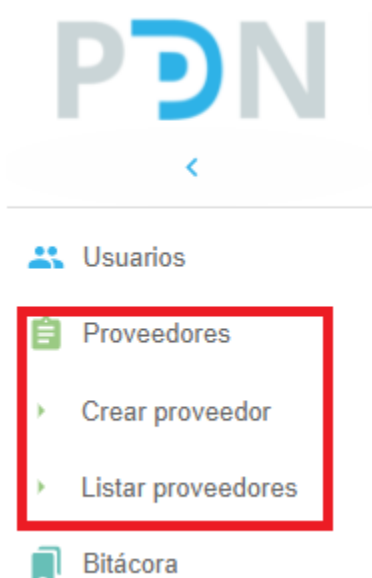 PDN
Usuarios
Proveedores
Crear proveedor
Listar proveedores
Bitácora